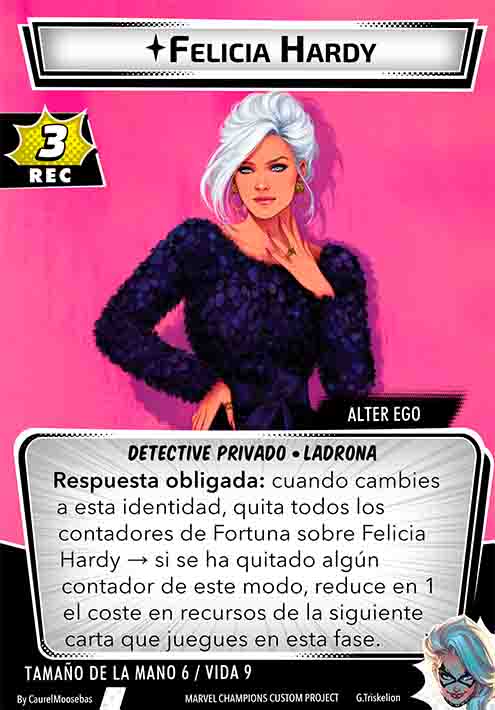 FELICIA HARDY
3
REC
ALTER EGO
DETECTIVE PRIVADO • LADRONA
Respuesta obligada: cuando cambies
a esta identidad, quita todos los
contadores de Fortuna sobre Felicia
Hardy → si se ha quitado algún
contador de este modo, reduce en 1
el coste en recursos de la siguiente
carta que juegues en esta fase.
TAMAÑO DE LA MANO 6 / VIDA 9
By CaurelMoosebas
MARVEL CHAMPIONS CUSTOM PROJECT
G.Triskelion